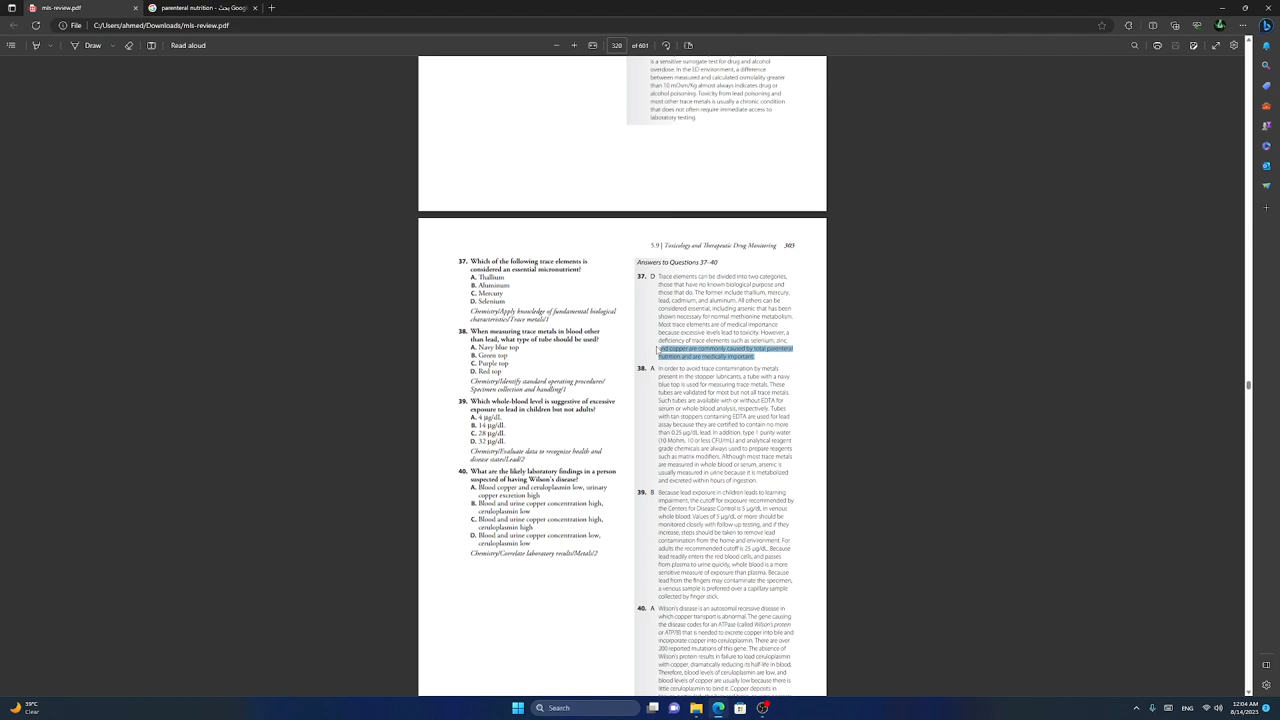 parenteral nutrition - Tìm trên Goo
mls-review.pdf
/Downloads/mls-review.pdf
Draw
Read aloud
320
of 601
is a sensitive surrogate test for drug and alcohol
overdose. In the ED environment, a difference
between measured and calculated osmolality greater
than 10 mOsm/Kg almost always indicates drug or
alcohol poisoning. Toxicity from lead poisoning and
most other trace metals is usually a chronic condition
that does not often require immediate access to
laboratory testing.
5.9 | Toxicology and Therapeutic Drug Monitoring 303
37. Which of the following trace elements is
considered an essential micronutrient?
A. Thallium
B. Aluminum
C. Mercury
D. Selenium
Chemistry/Apply knowledge of fundamental biological
characteristics/Trace metals/1
38. When measuring trace metals in blood other
than lead, what type of tube should be used?
A. Navy blue top
B. Green top
C. Purple top
D. Red top
Chemistry/Identify standard operating procedures/
Specimen collection and handling/1
39. Which whole-blood level is suggestive of excessive
exposure to lead in children but not adults?
A. 4 µg/dL
B. 14 µg/dL
C. 28 µg/dL
D. 32 µg/dL
Chemistry/Evaluate data to recognize health and
disease states/Lead/2
40. What are the likely laboratory findings in a person
suspected of having Wilson's disease?
A. Blood copper and ceruloplasmin low, urinary
copper excretion high
B. Blood and urine copper concentration high,
ceruloplasmin low
C. Blood and urine copper concentration high,
ceruloplasmin high
D. Blood and urine copper concentration low,
ceruloplasmin low
Chemistry/Correlate laboratory results/Metals/2
Answers to Questions 37–40
37. D Trace elements can be divided into two categories,
those that have no known biological purpose and
those that do. The former include thallium, mercury,
lead, cadmium, and aluminum. All others can be
considered essential, including arsenic that has been
shown necessary for normal methionine metabolism.
Most trace elements are of medical importance
because excessive levels lead to toxicity. However, a
deficiency of trace elements such as selenium, zinc,
and copper are commonly caused by total parenteral
nutrition and are medically important.
38. A In order to avoid trace contamination by metals
present in the stopper lubricants, a tube with a navy
blue top is used for measuring trace metals. These
tubes are validated for most but not all trace metals.
Such tubes are available with or without EDTA for
serum or whole-blood analysis, respectively. Tubes
with tan stoppers containing EDTA are used for lead
assay because they are certified to contain no more
than 0.25 µg/dL lead. In addition, type 1 purity water
(10 Mohm, 10 or less CFU/mL) and analytical reagent
grade chemicals are always used to prepare reagents
such as matrix modifiers. Although most trace metals
are measured in whole blood or serum, arsenic is
usually measured in urine because it is metabolized
and excreted within hours of ingestion.
39. B Because lead exposure in children leads to learning
impairment, the cutoff for exposure recommended by
the Centers for Disease Control is 5 µg/dL in venous
whole blood. Values of 5 µg/dL or more should be
monitored closely with follow-up testing, and if they
increase, steps should be taken to remove lead
contamination from the home and environment. For
adults the recommended cutoff is 25 µg/dL. Because
lead readily enters the red blood cells, and passes
from plasma to urine quickly, whole blood is a more
sensitive measure of exposure than plasma. Because
lead from the fingers may contaminate the specimen,
a venous sample is preferred over a capillary sample
collected by finger stick.
40. A Wilson's disease is an autosomal recessive disease in
which copper transport is abnormal. The gene causing
the disease codes for an ATPase (called Wilson's protein
or ATP7B) that is needed to excrete copper into bile and
incorporate copper into ceruloplasmin. There are over
200 reported mutations of this gene. The absence of
Wilson's protein results in failure to load ceruloplasmin
with copper, dramatically reducing its half-life in blood.
Therefore, blood levels of ceruloplasmin are low, and
blood levels of copper are usually low because there is
little ceruloplasmin to bind it. Copper deposits in
29°C
Clear
Search
12:04 AM
8/14/2023